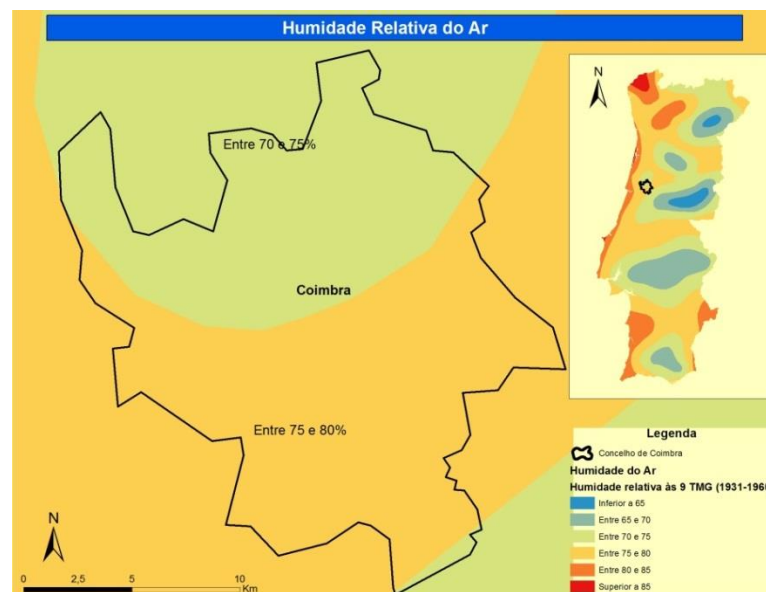 Humidade Relativa do Ar
N
Entre 70 e 75%
Coimbra
Entre 75 e 80%
Legenda
Concelho de Coimbra
Humidade do Ar
Humidade relativa às 9 TMG (1931-1960
Inferior a 65
Entre 65 e 70
Entre 70 e 75
Entre 75 e 80
Entre 80 e 85
Superior a 85
N
0 2,5 5 10
Km